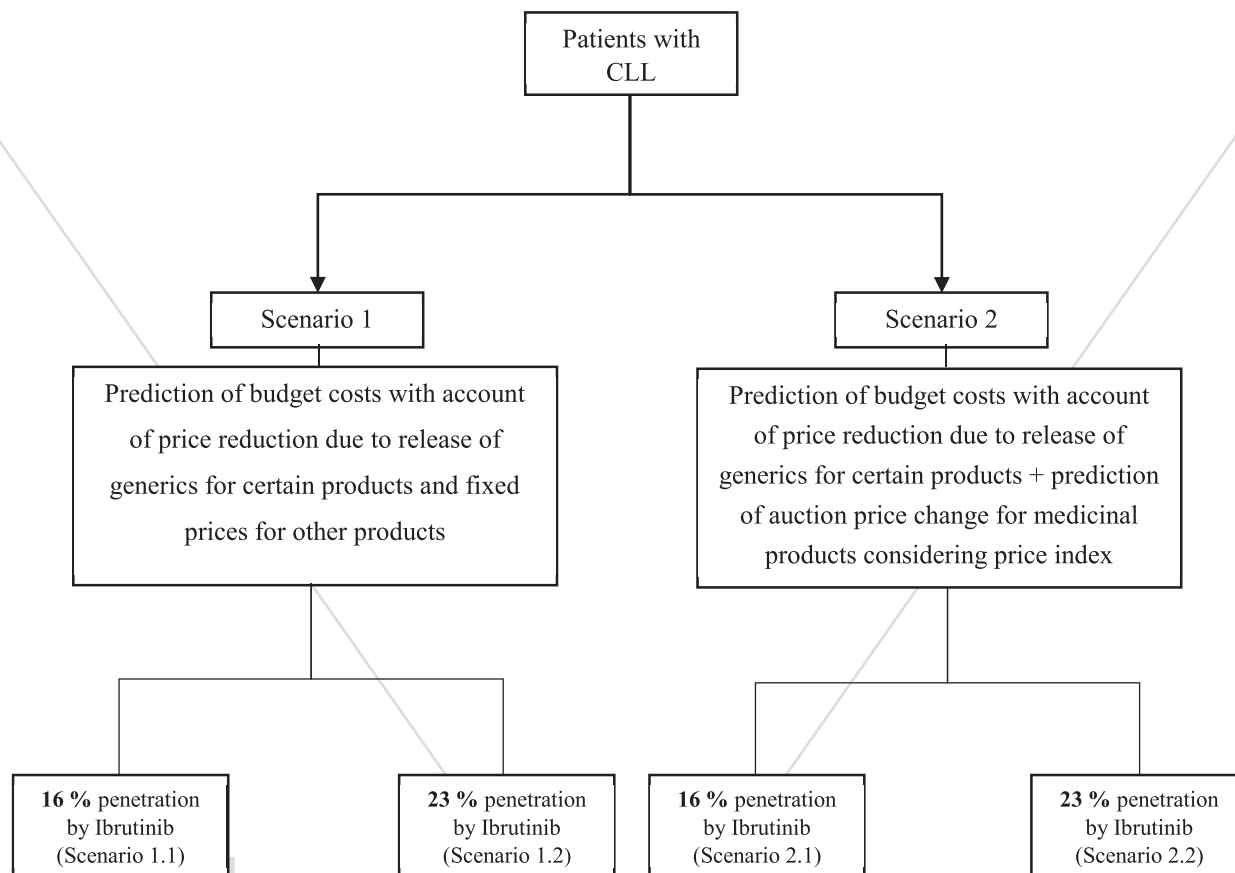 Patients with
CLL
Scenario 1
Scenario 2
Prediction of budget costs with account
of price reduction due to release of
generics for certain products and fixed
prices for other products
Prediction of budget costs with account
of price reduction due to release of
generics for certain products + prediction
of auction price change for medicinal
products considering price index
16 % penetration
by Ibrutinib
(Scenario 1.1)
23 % penetration
by Ibrutinib
(Scenario 1.2)
16 % penetration
by Ibrutinib
(Scenario 2.1)
23 % penetration
by Ibrutinib
(Scenario 2.2)